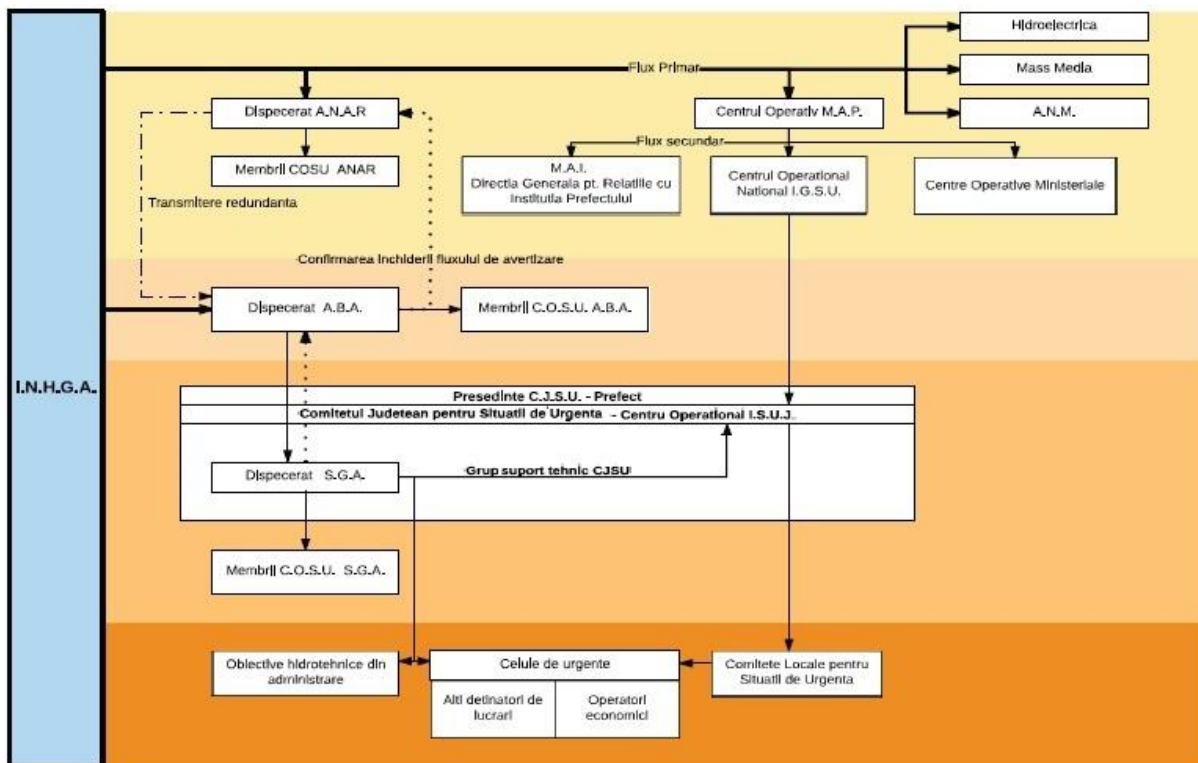 I.N.H.G.A.
Hidroelectrica
Flux Primar
Mass Media
Dispecerat A.N.A.R
Centrul Operativ M.A.P.
A.N.M.
Flux secundar
Membrii COSU ANAR
M.A.I.
Directia Generala pt. Relatiile cu
Institutia Prefectului
Centrul Operational
National I.G.S.U.
Centre Operative Ministeriale
Transmitere redundanta
Confirmarea inchiderii fluxului de avertizare
Dispecerat A.B.A.
Membrii C.O.S.U. A.B.A.
Presedinte C.J.S.U. - Prefect
Comitetul Judetean pentru Situatii de Urgenta - Centru Operational I.S.U.J.
Dispecerat S.G.A.
Grup suport tehnic CJSU
Membrii C.O.S.U. S.G.A.
Obiective hidrotehnice din
administrare
Celule de urgente
Alti detinatori de
lucrari
Operatori
economici
Comitete Locale pentru
Situatii de Urgenta